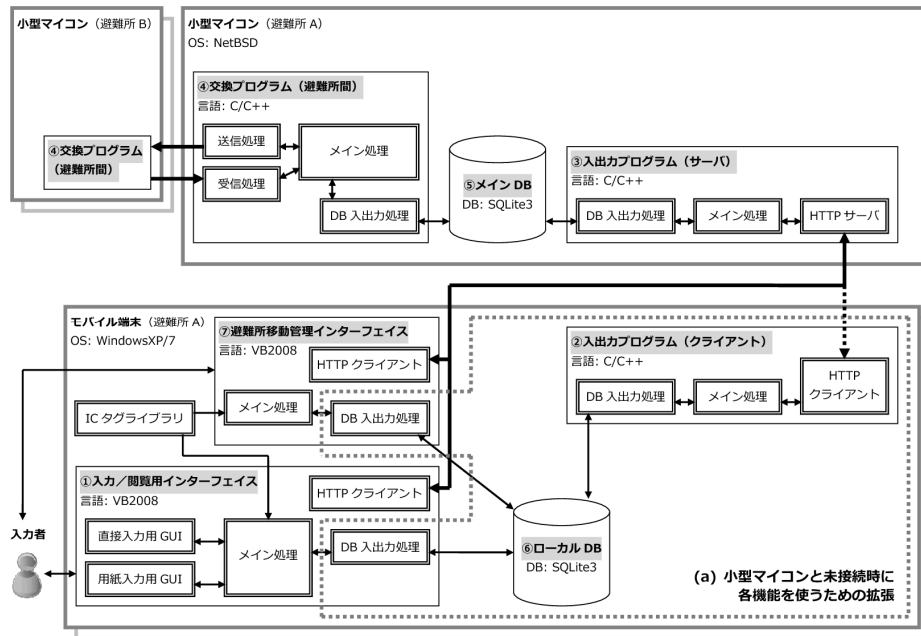 小型マイコン（避難所 B）
小型マイコン（避難所 A）
OS: NetBSD
④交換プログラム
（避難所間）
④交換プログラム（避難所間）
言語: C/C++
送信処理
受信処理
メイン処理
DB 入出力処理
⑤メイン DB
DB: SQLite3
③入出力プログラム（サーバ）
言語: C/C++
DB 入出力処理
メイン処理
HTTP サーバ
モバイル端末（避難所 A）
OS: WindowsXP/7
⑦避難所移動管理インターフェイス
言語: VB2008
HTTP クライアント
メイン処理
DB 入出力処理
IC タグライブラリ
②入出力プログラム（クライアント）
言語: C/C++
DB 入出力処理
メイン処理
HTTP
クライアント
①入力／閲覧用インターフェイス
言語: VB2008
HTTP クライアント
直接入力用 GUI
用紙入力用 GUI
メイン処理
DB 入出力処理
入力者
⑥ローカル DB
DB: SQLite3
(a) 小型マイコンと未接続時に
各機能を使うための拡張